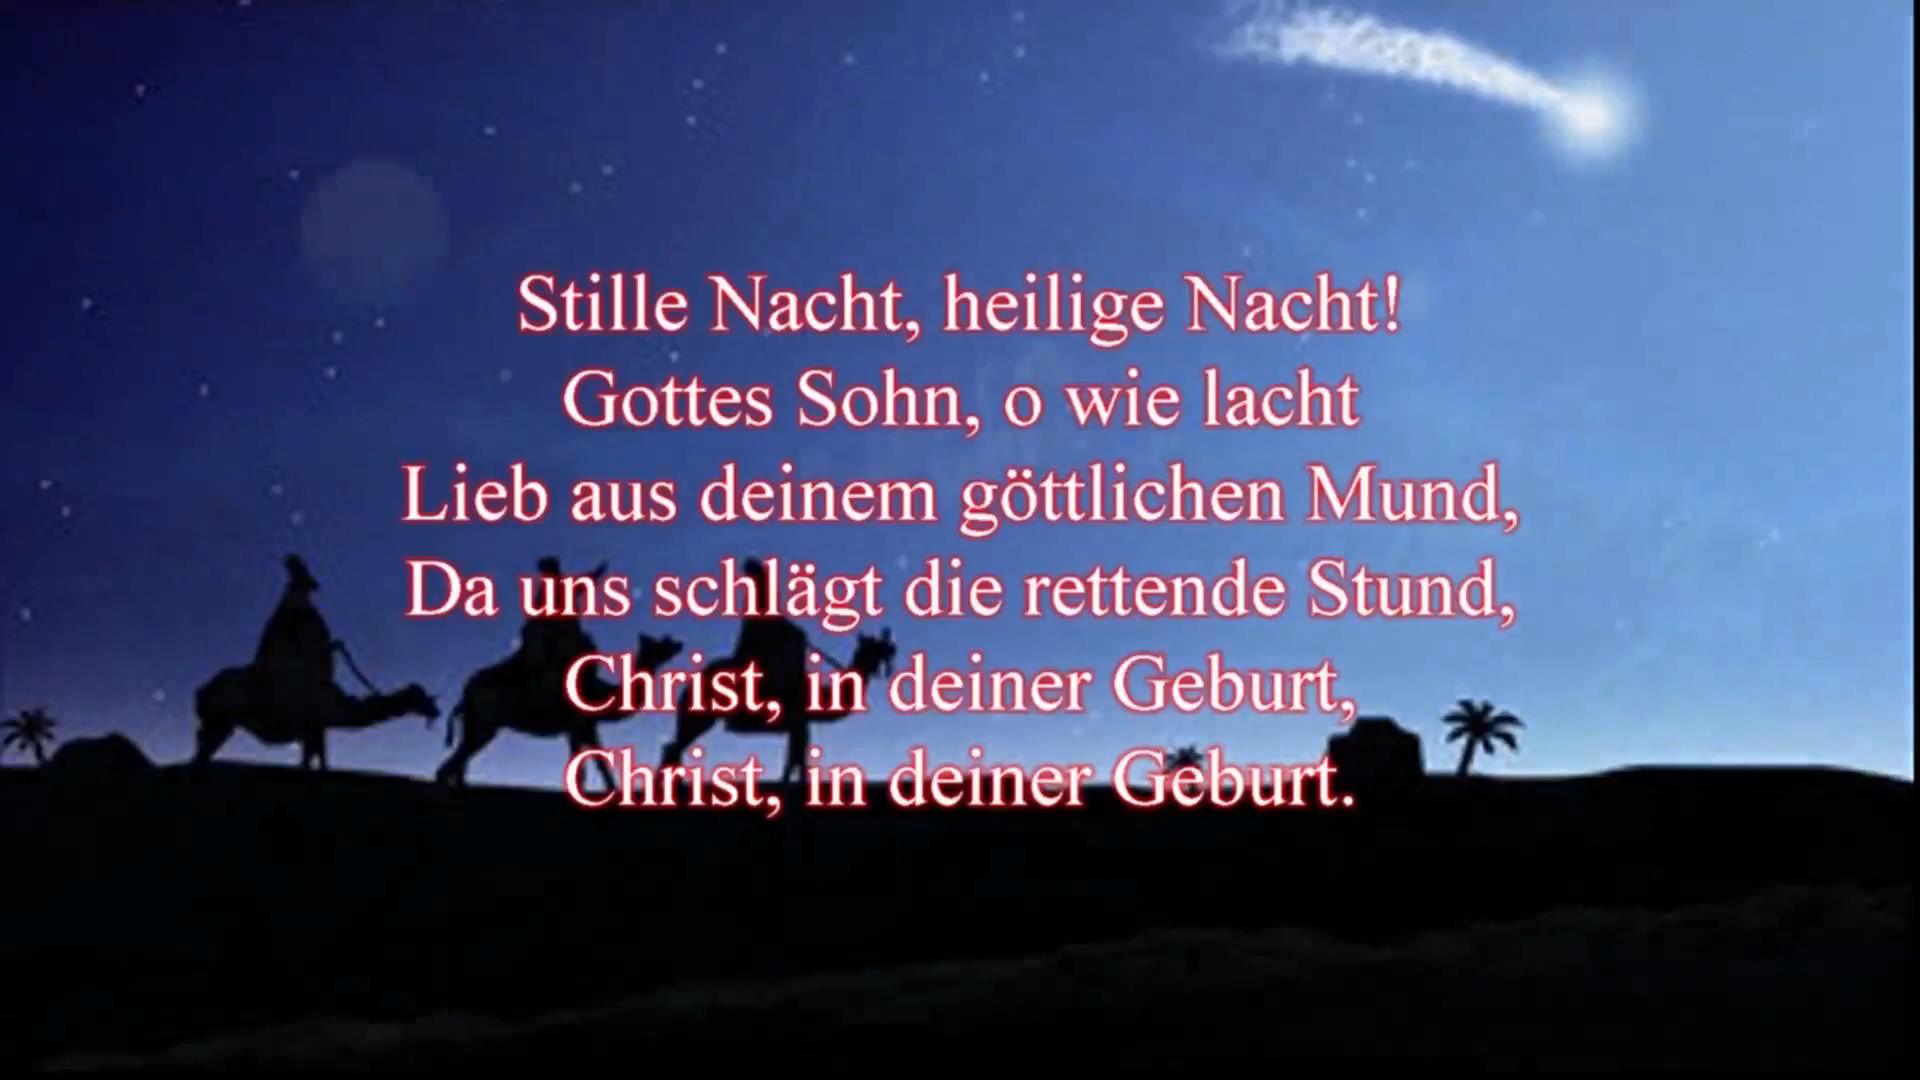 Stille Nacht, heilige Nacht!
Gottes Sohn, o wie lacht
Lieb aus deinem göttlichen Mund,
Da uns schlägt die rettende Stund,
Christ, in deiner Geburt,
Christ, in deiner Geburt.